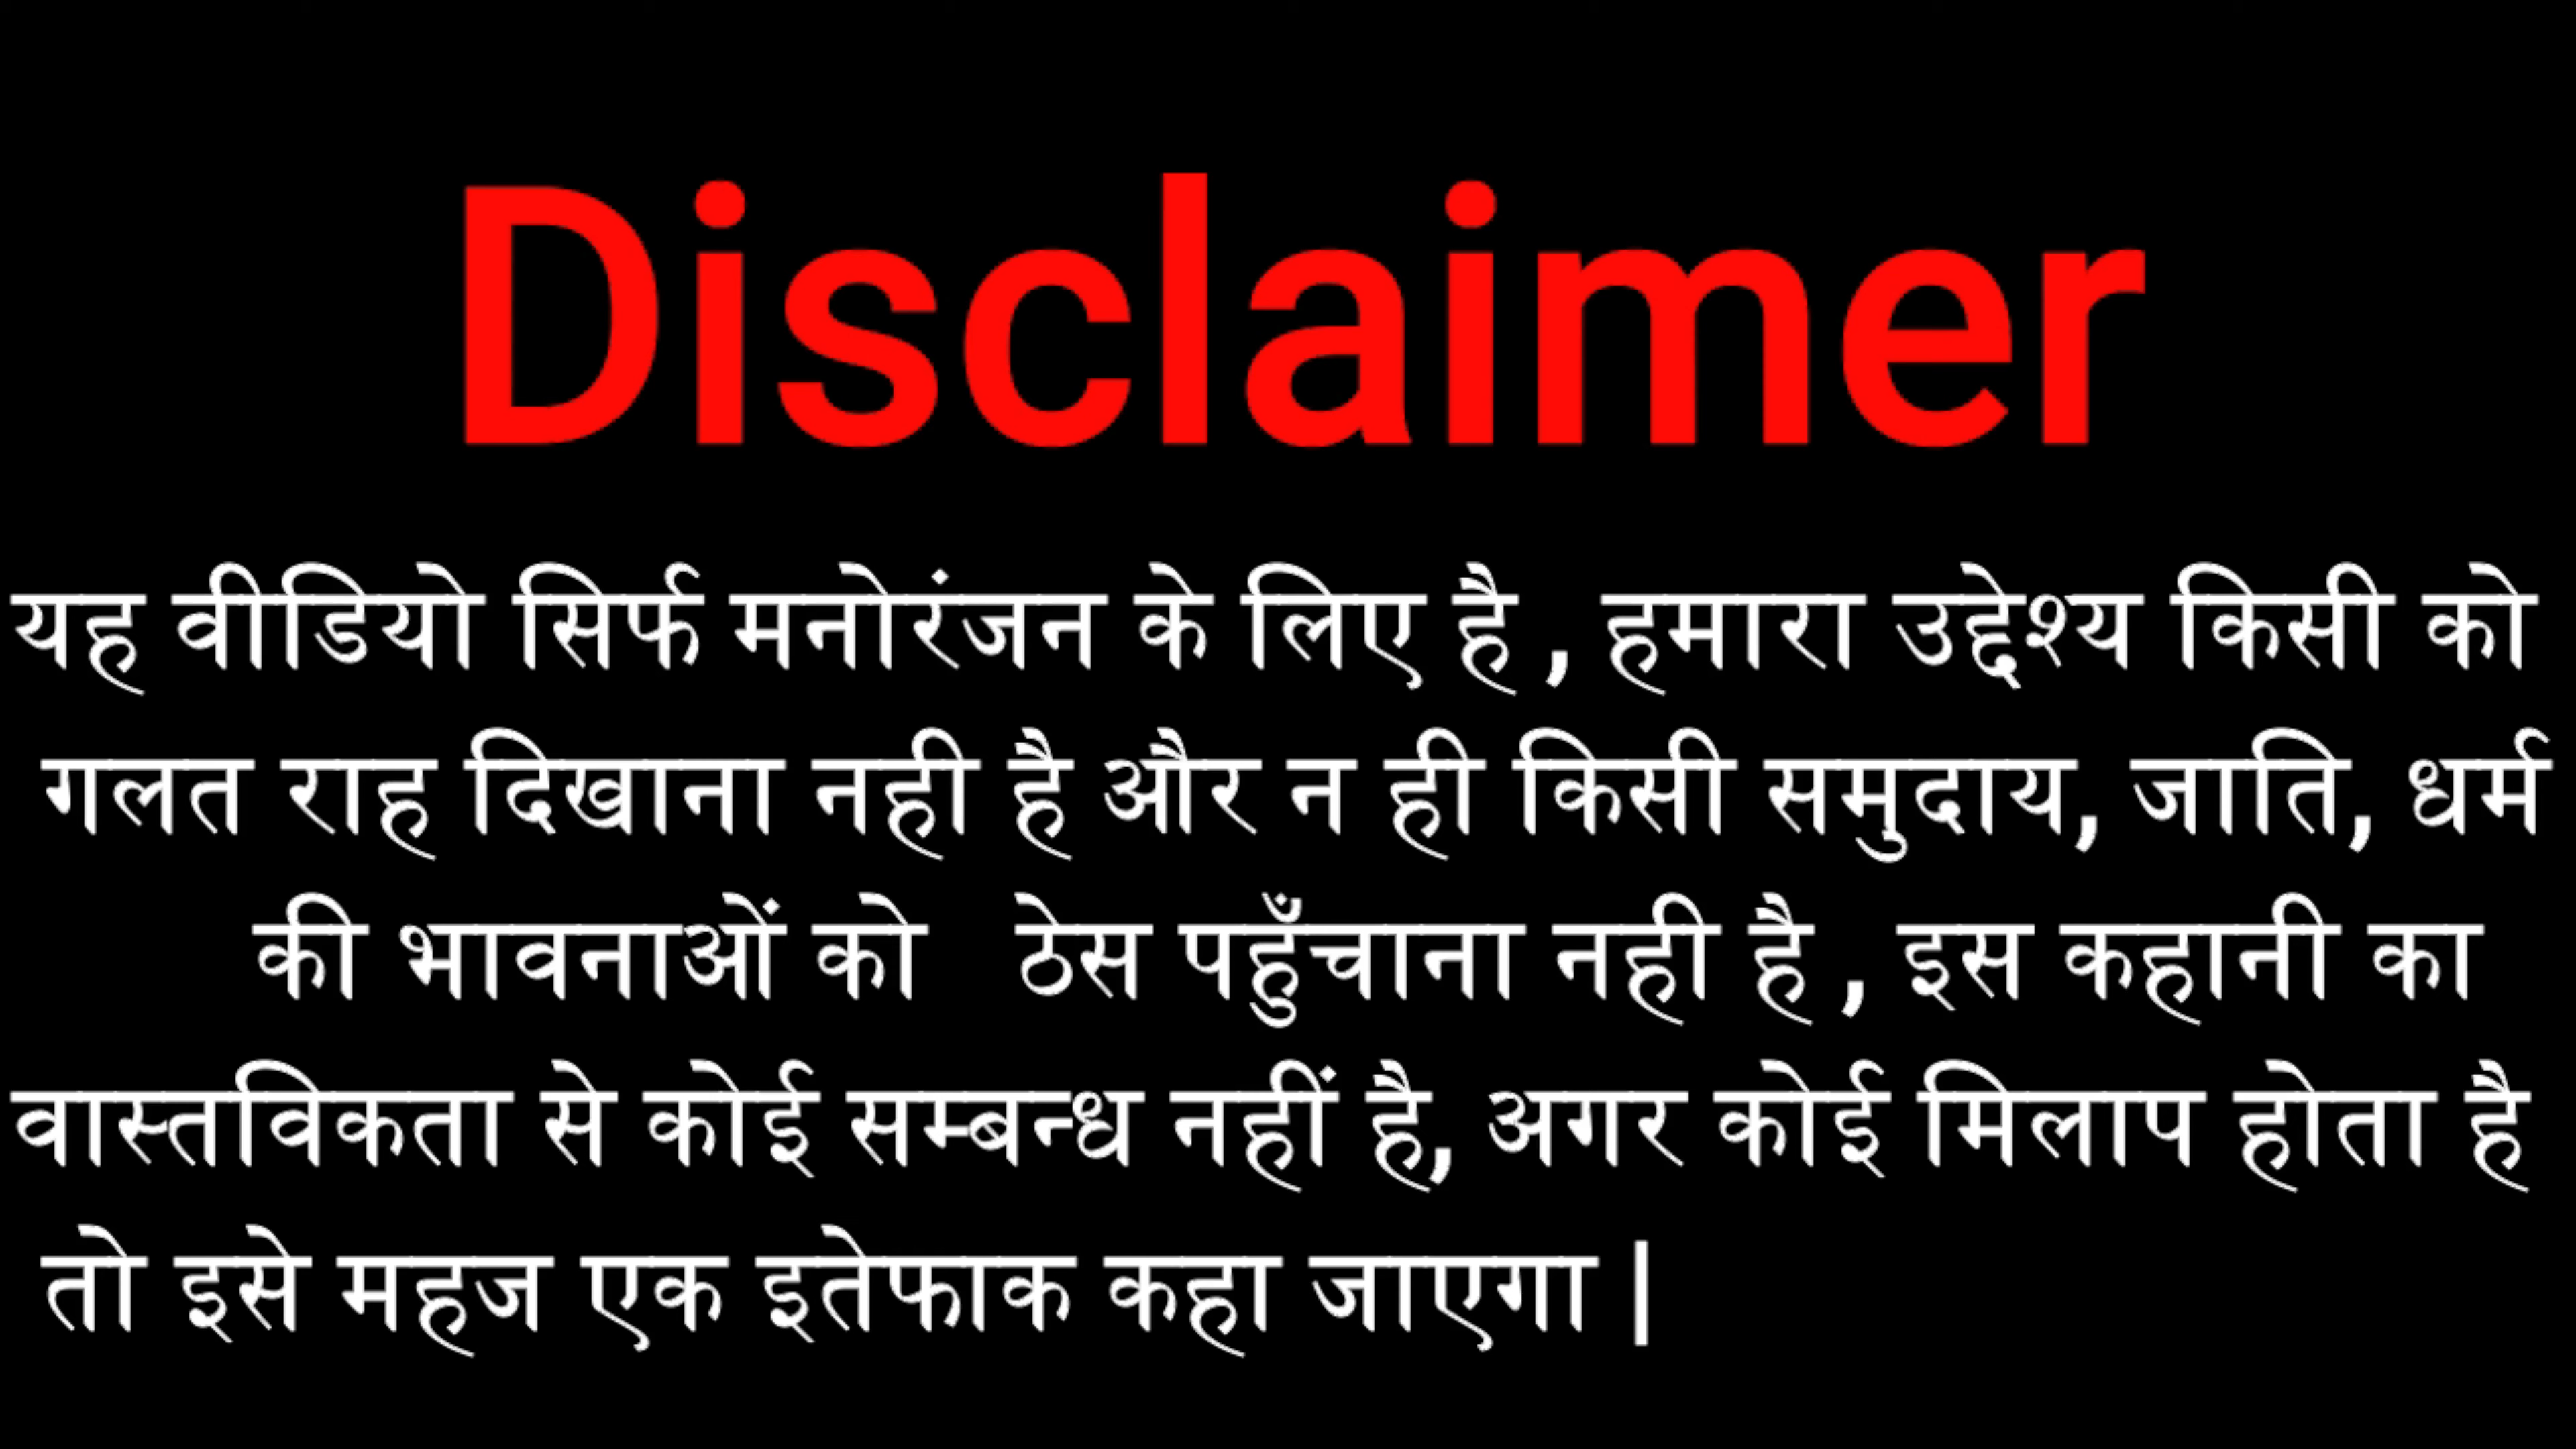 Disclaimer
यह वीडियो सिर्फ मनोरंजन के लिए है , हमारा उद्देश्य किसी को
गलत राह दिखाना नही है और न ही किसी समुदाय, जाति, धर्म
की भावनाओं को ठेस पहुँचाना नही है , इस कहानी का
वास्तविकता से कोई सम्बन्ध नहीं है, अगर कोई मिलाप होता है
तो इसे महज एक इतेफाक कहा जाएगा |